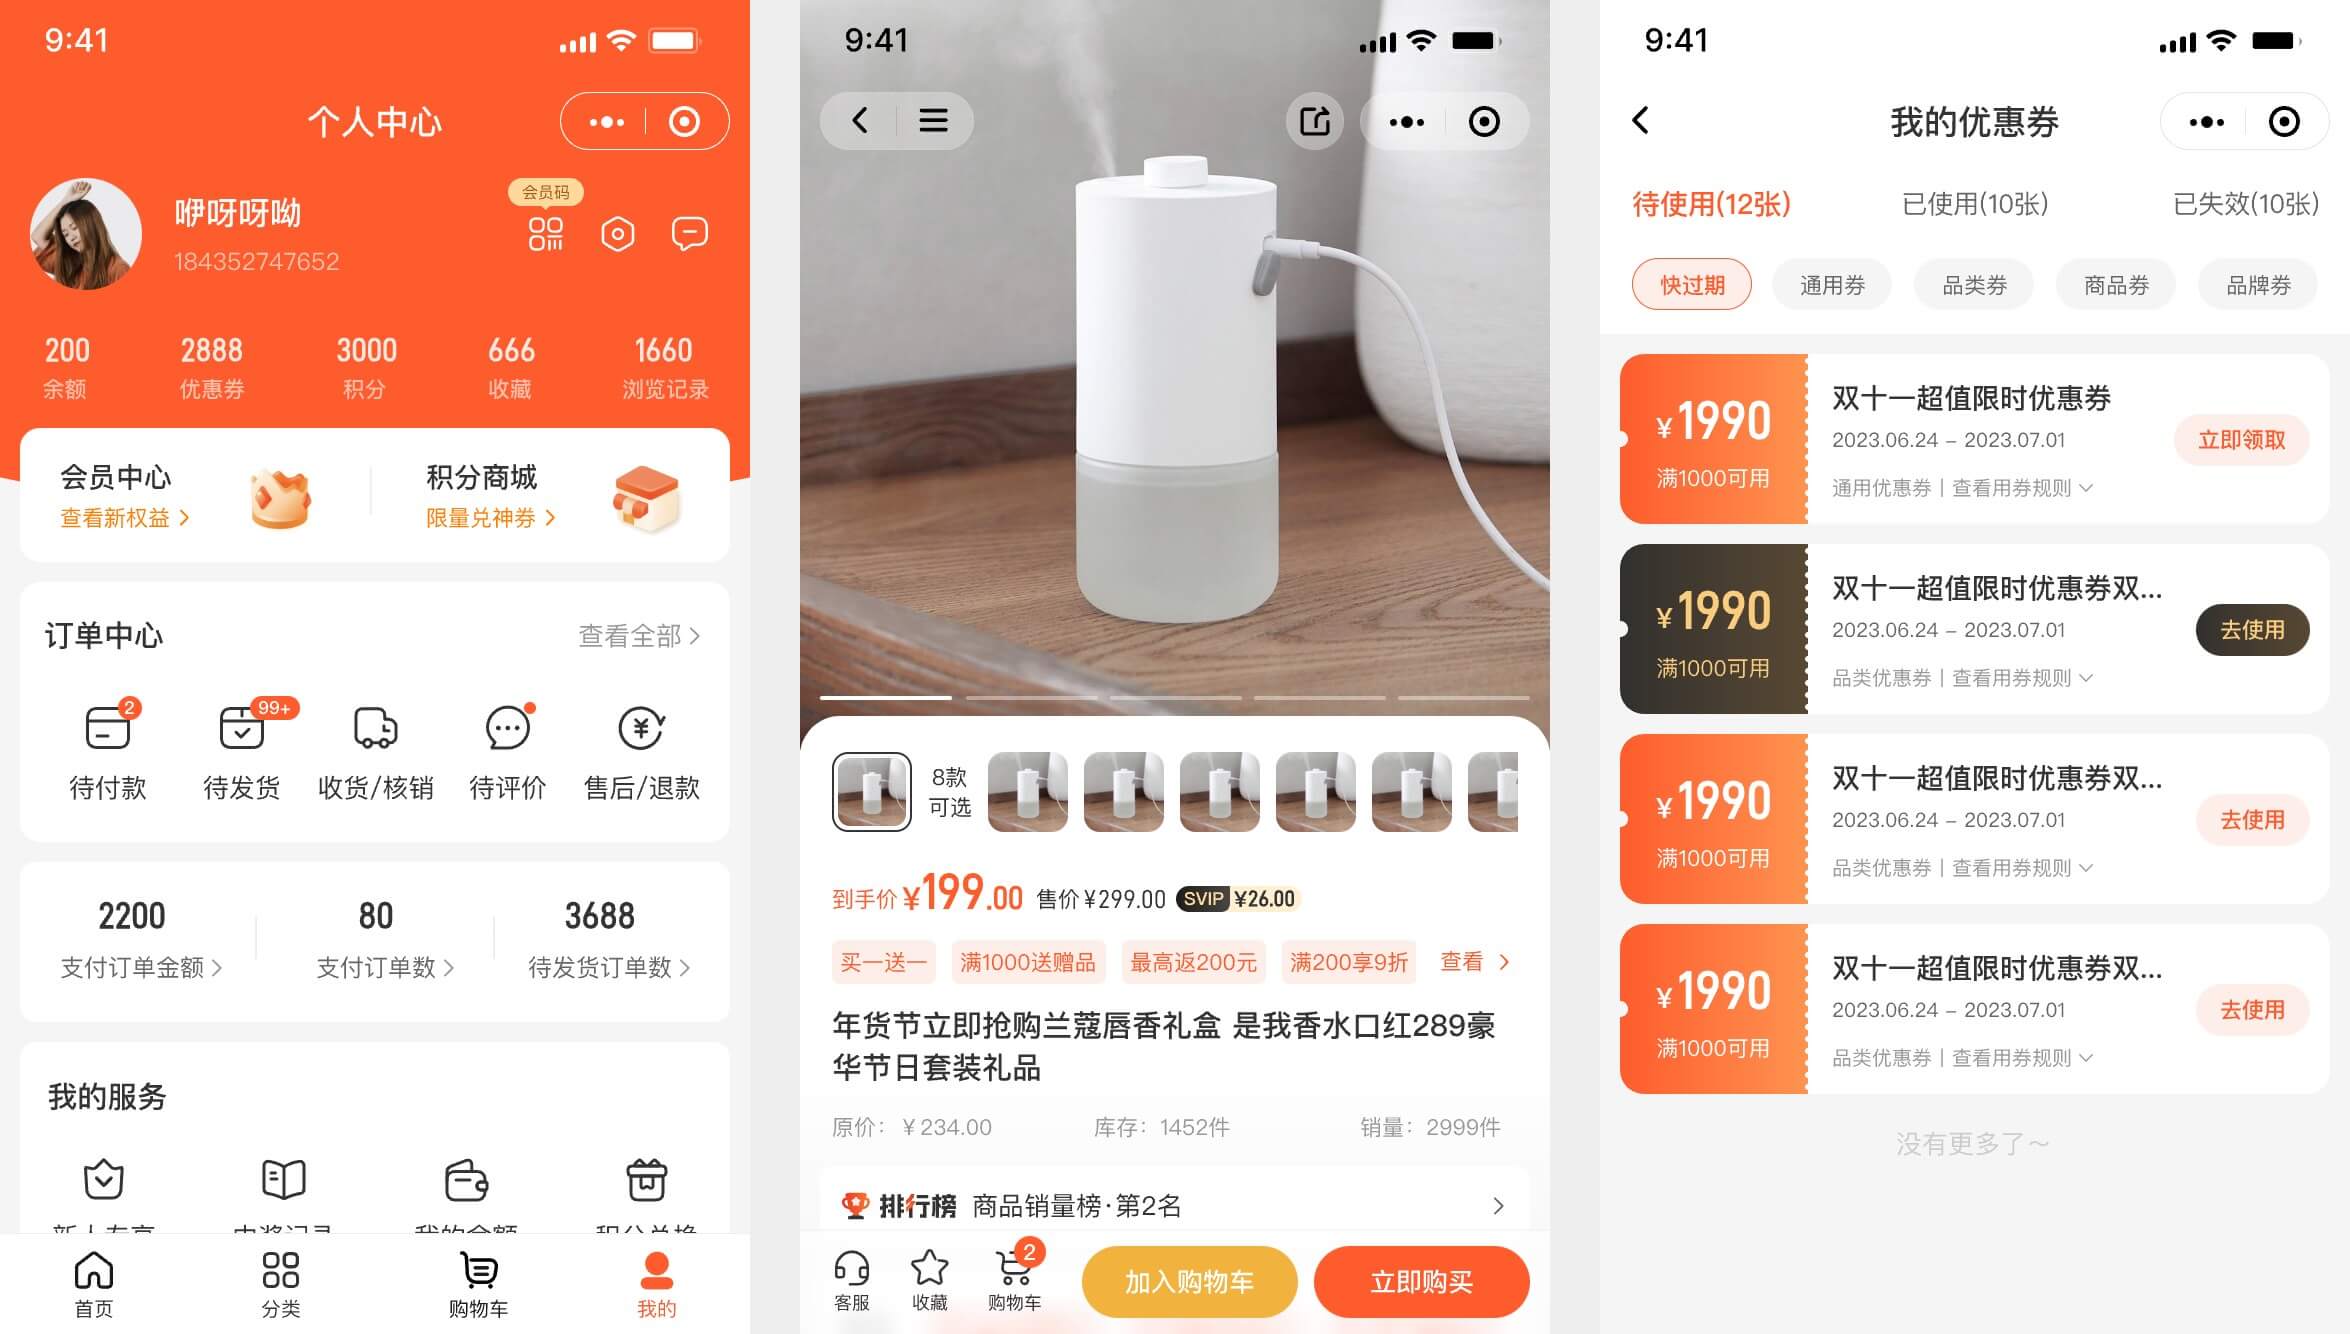 9:41
个人中心
会员码
咿呀呀呦
184352747652
200
2888
3000
666
1660
余额
优惠券
积分
收藏
浏览记录
会员中心
查看新权益
积分商城
限量兑神券
订单中心
查看全部
2
99+
待付款
待发货
收货/核销
待评价
售后/退款
2200
80
3688
支付订单金额
支付订单数
待发货订单数
我的服务
首页
分类
购物车
我的
9:41
8款
可选
到手价 ¥199.00 售价 ¥299.00 SVIP ¥26.00
买一送一
满1000送赠品
最高返200元
满200享9折
查看
年货节立即抢购兰蔻唇香礼盒 是我香水口红289豪
华节日套装礼品
原价：￥234.00
库存：1452件
销量：2999件
排行榜 商品销量榜·第2名
2
客服
收藏
购物车
加入购物车
立即购买
9:41
我的优惠券
待使用(12张)
已使用(10张)
已失效(10张)
快过期
通用券
品类券
商品券
品牌券
¥1990
满1000可用
双十一超值限时优惠券
2023.06.24 – 2023.07.01
通用优惠券 | 查看用券规则
立即领取
¥1990
满1000可用
双十一超值限时优惠券双...
2023.06.24 – 2023.07.01
品类优惠券 | 查看用券规则
去使用
¥1990
满1000可用
双十一超值限时优惠券双...
2023.06.24 – 2023.07.01
品类优惠券 | 查看用券规则
去使用
¥1990
满1000可用
双十一超值限时优惠券双...
2023.06.24 – 2023.07.01
品类优惠券 | 查看用券规则
去使用
没有更多了～